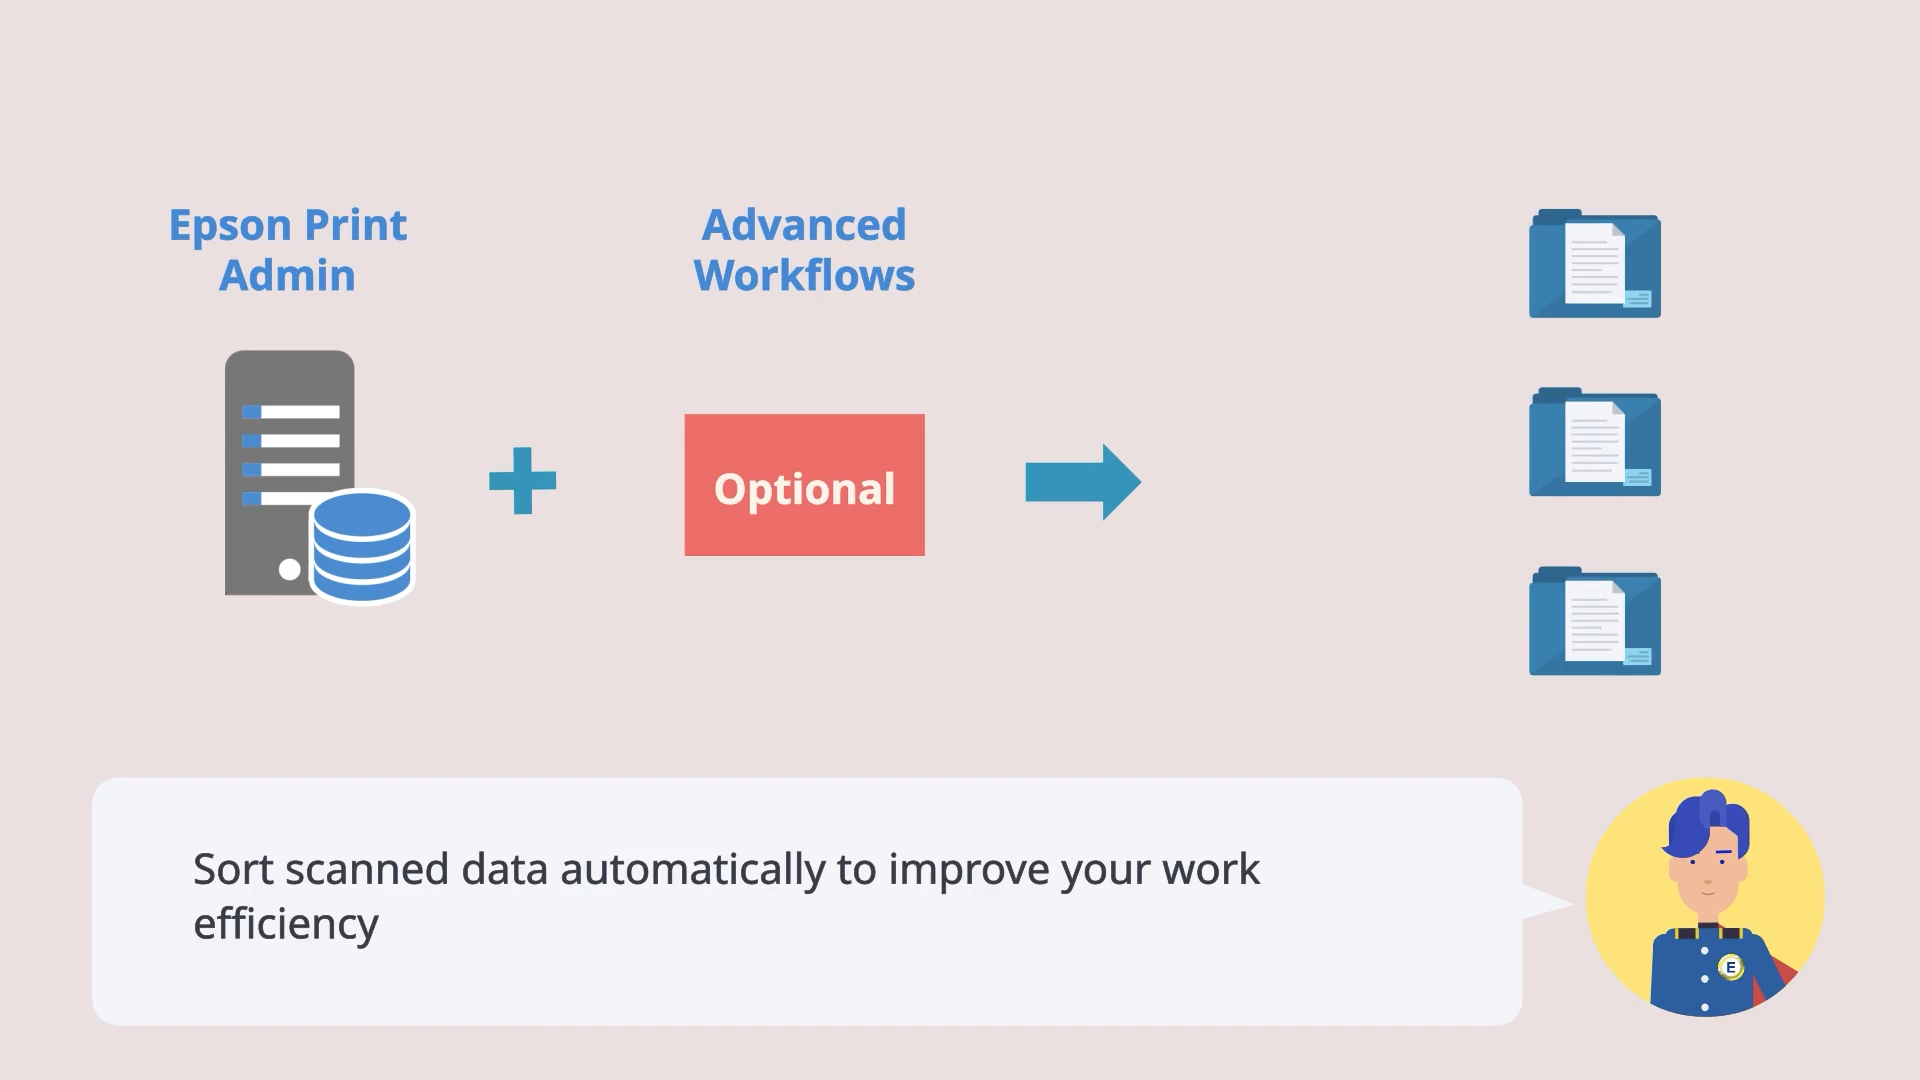 Epson Print
Admin
Advanced
Workflows
Optional
Sort scanned data automatically to improve your work
efficiency
E